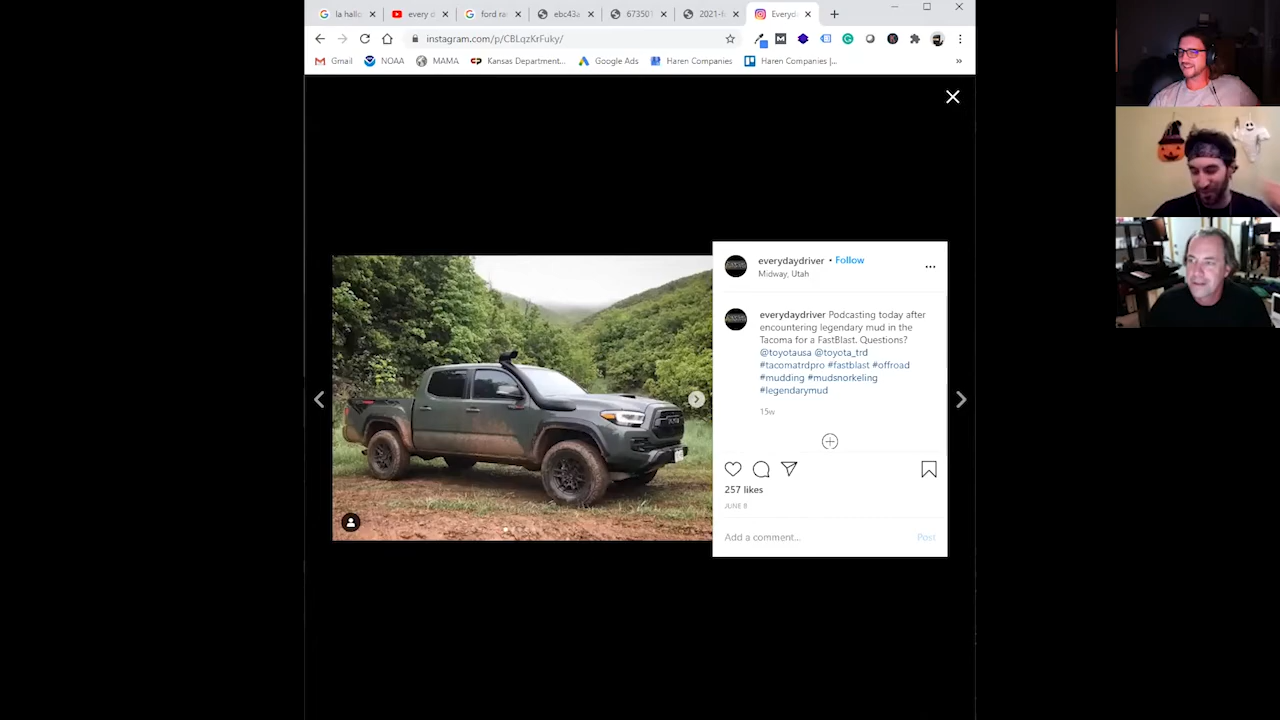 la hallo
every d
ford ra
ebc43a
673501
2021-f
Everyd
instagram.com/p/CBLqzKrFuky/
Gmail
NOAA
MAMA
Kansas Department...
Google Ads
Haren Companies
Haren Companies |...
»
everydaydriver • Follow
Midway, Utah
everydaydriver Podcasting today after
encountering legendary mud in the
Tacoma for a FastBlast. Questions?
@toyotausa @toyota_trd
#tacomatrdpro #fastblast #offroad
#mudding #mudsnorkeling
#legendarymud
15w
257 likes
JUNE 8
Add a comment...
Post